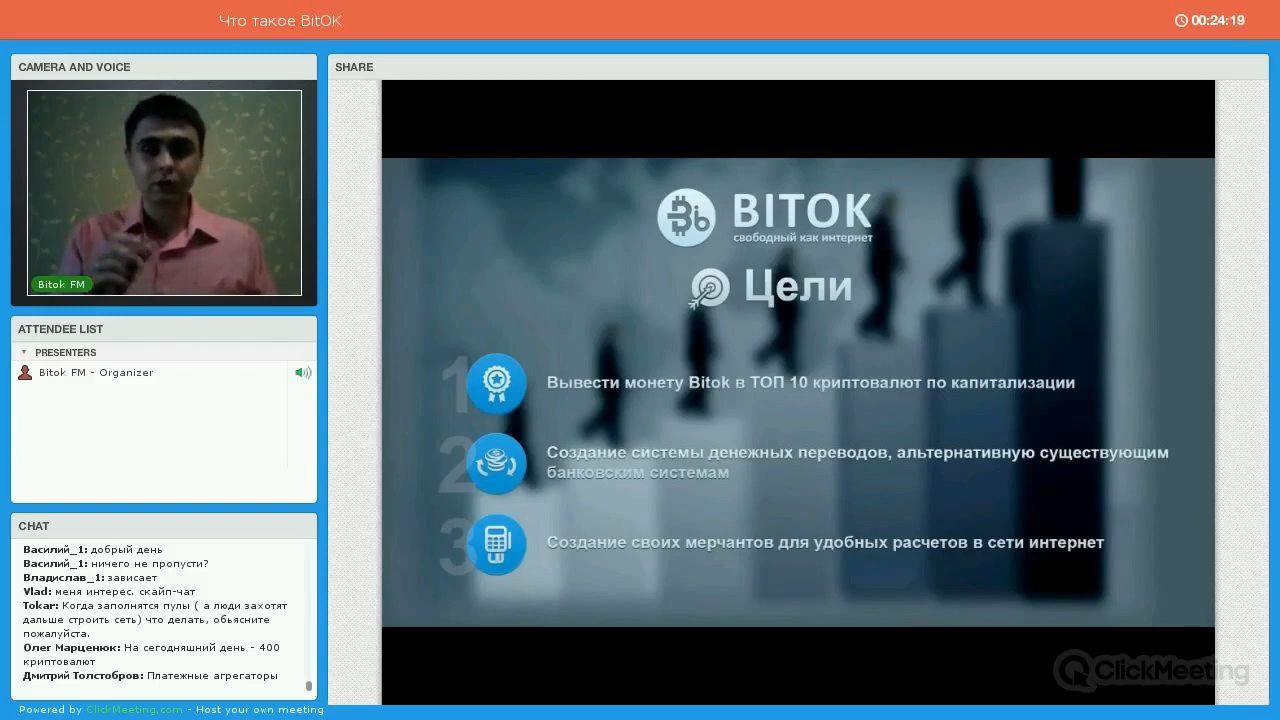 Что такое BitOK
00:24:19
CAMERA AND VOICE
Bitok FM
ATTENDEE LIST
PRESENTERS
Bitok FM - Organizer
CHAT
Василий_1: добрый день
Василий_1: ничего не пропусти?
Владислав_1: зависает
Vlad: меня интерес. скайп-чат
Tokar: Когда заполнятся пулы ( а люди захотят
дальше строить сеть) что делать, обьясните
пожалуйста.
Олег Марценюк: На сегодняшний день - 400
криптовалют
Дмитрий Толстобров: Платежные агрегаторы
Powered by ClickMeeting.com - Host your own meeting
SHARE
BITOK
свободный как интернет
Цели
1
Вывести монету Bitok в ТОП 10 криптовалют по капитализации
2
Создание системы денежных переводов, альтернативную существующим
банковским системам
3
Создание своих мерчантов для удобных расчетов в сети интернет
ClickMeeting